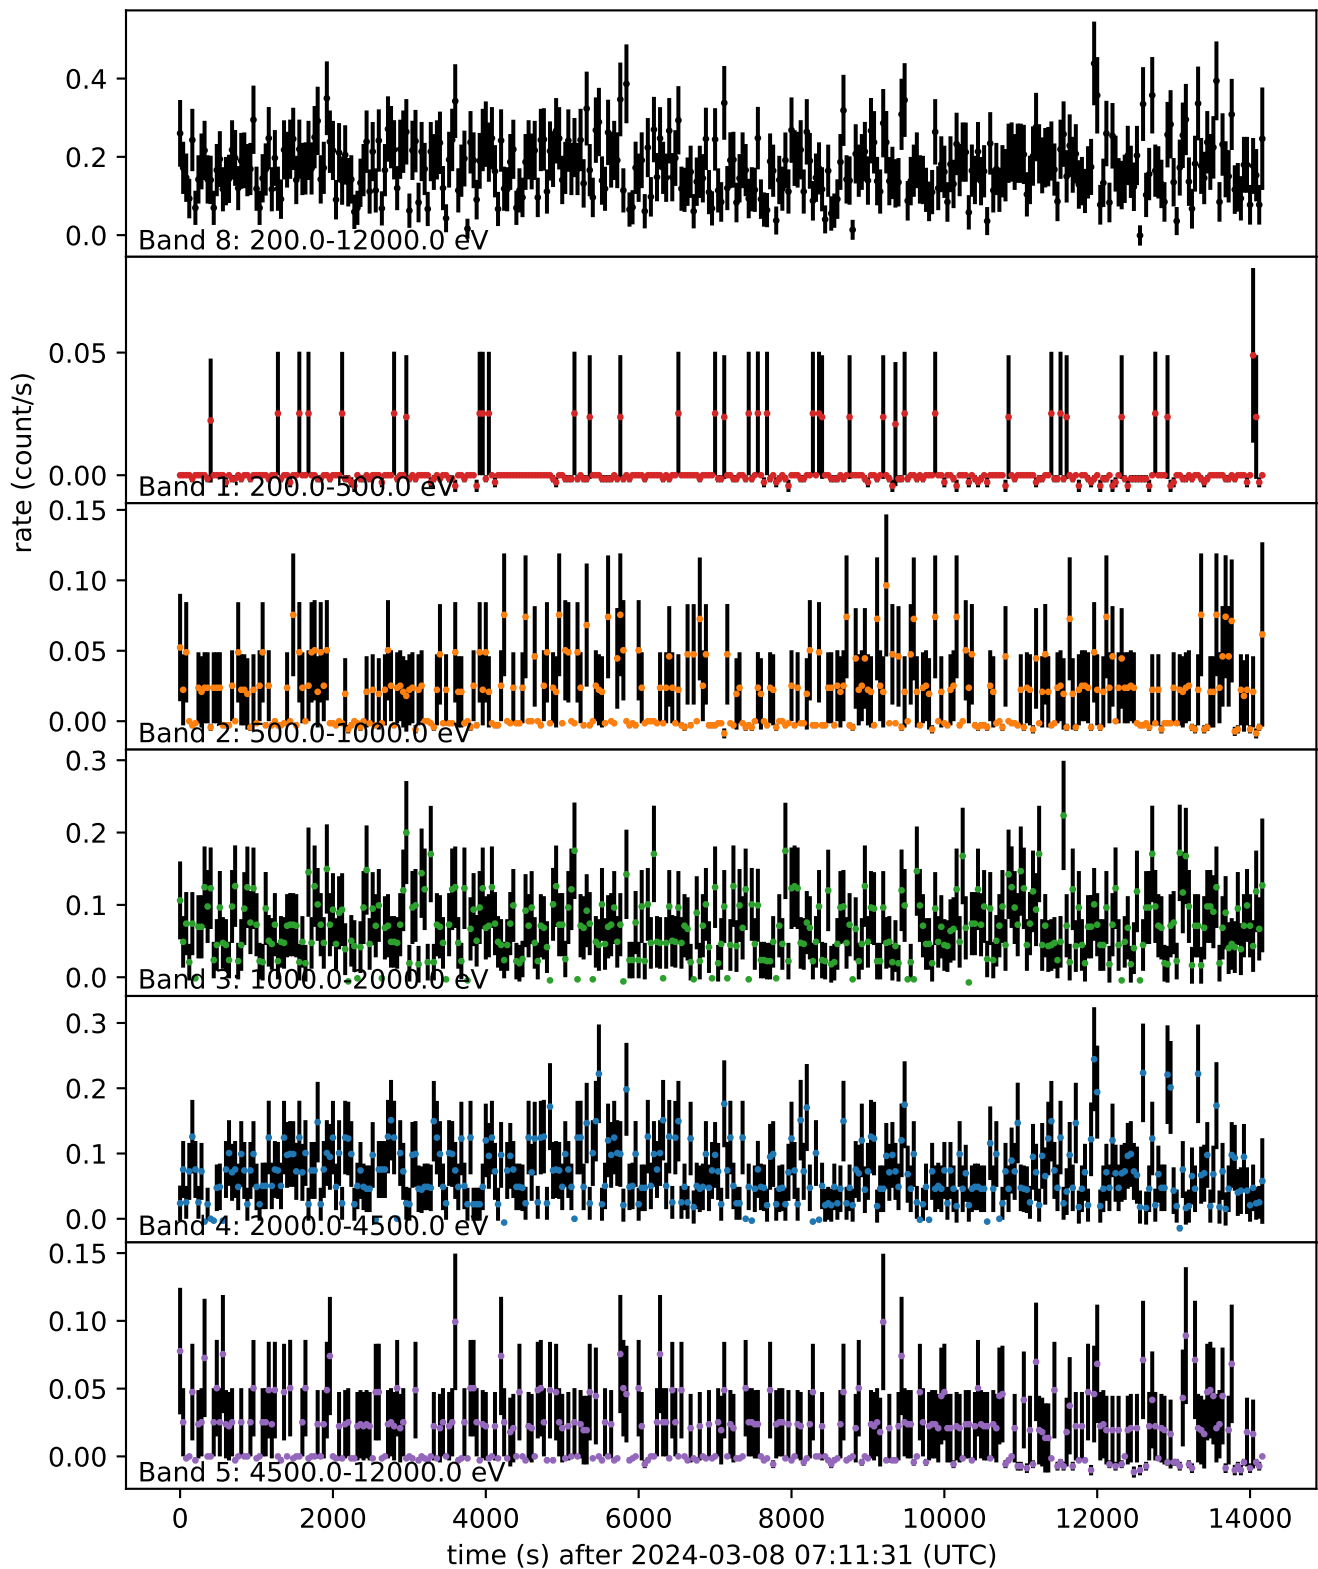 0.4
0.2
0.0
Band 8: 200.0-12000.0 eV
0.05
0.00
Band 1: 200.0-500.0 eV
rate (count/s)
0.15
0.10
0.05
0.00
Band 2: 500.0-1000.0 eV
0.3
0.2
0.1
0.0
Band 3: 1000.0-2000.0 eV
0.3
0.2
0.1
0.0
Band 4: 2000.0-4500.0 eV
0.15
0.10
0.05
0.00
Band 5: 4500.0-12000.0 eV
0 2000 4000 6000 8000 10000 12000 14000
time (s) after 2024-03-08 07:11:31 (UTC)